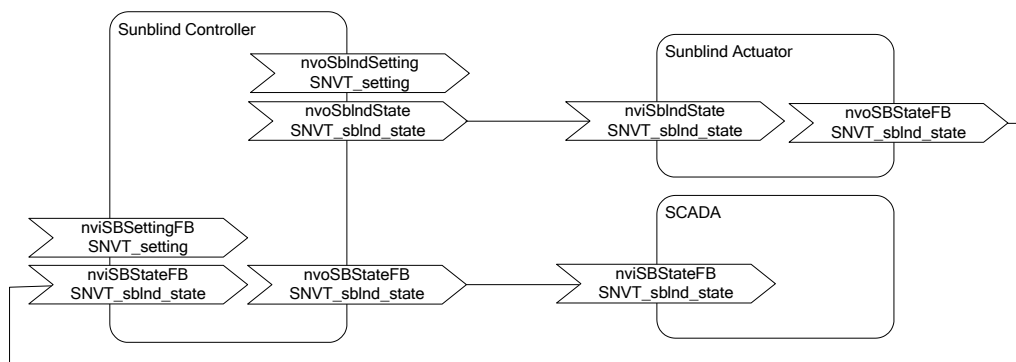 Sunblind Controller
nvoSblndSetting
SNVT_setting
nvoSblndState
SNVT_sblnd_state
nviSBSettingFB
SNVT_setting
nviSBStateFB
SNVT_sblnd_state
nvoSBStateFB
SNVT_sblnd_state
Sunblind Actuator
nviSblndState
SNVT_sblnd_state
nvoSBStateFB
SNVT_sblnd_state
SCADA
nviSBStateFB
SNVT_sblnd_state